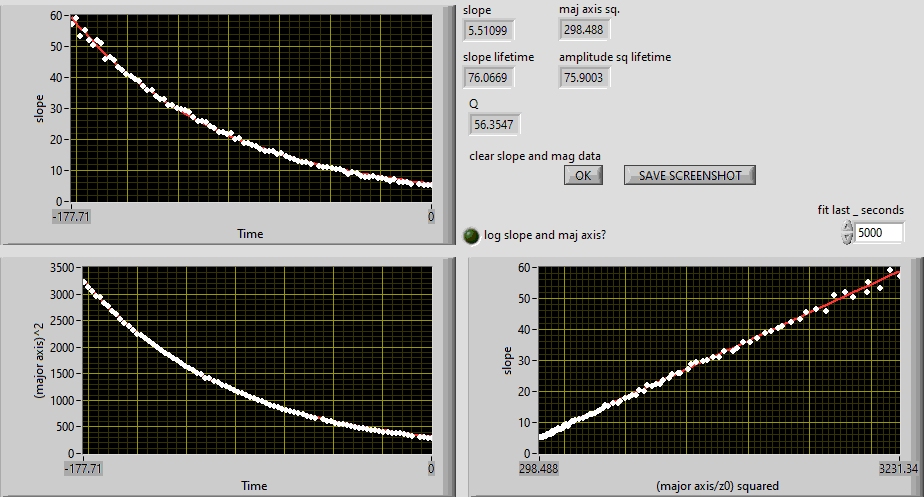 60
50
40
30
20
10
0
slope
-177.71
0
Time
slope
maj axis sq.
5.51099
298.488
slope lifetime
amplitude sq lifetime
76.0669
75.9003
Q
56.3547
clear slope and mag data
OK
SAVE SCREENSHOT
fit last _ seconds
log slope and maj axis?
5000
3500
3000
2500
2000
1500
1000
500
0
(major axis)^2
-177.71
0
Time
60
50
40
30
20
10
0
slope
298.488
3231.34
(major axis/z0) squared